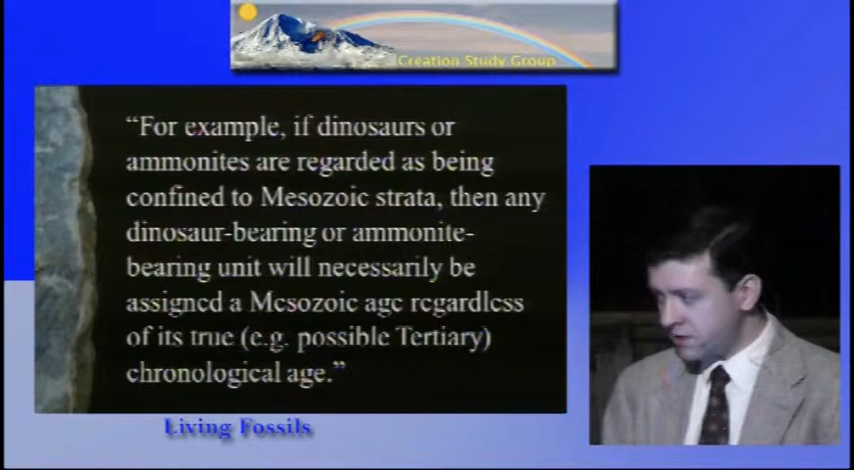 Creation Study Group
“For example, if dinosaurs or
ammonites are regarded as being
confined to Mesozoic strata, then any
dinosaur-bearing or ammonite-
bearing unit will necessarily be
assigned a Mesozoic age regardless
of its true (e.g. possible Tertiary)
chronological age.”
Living Fossils